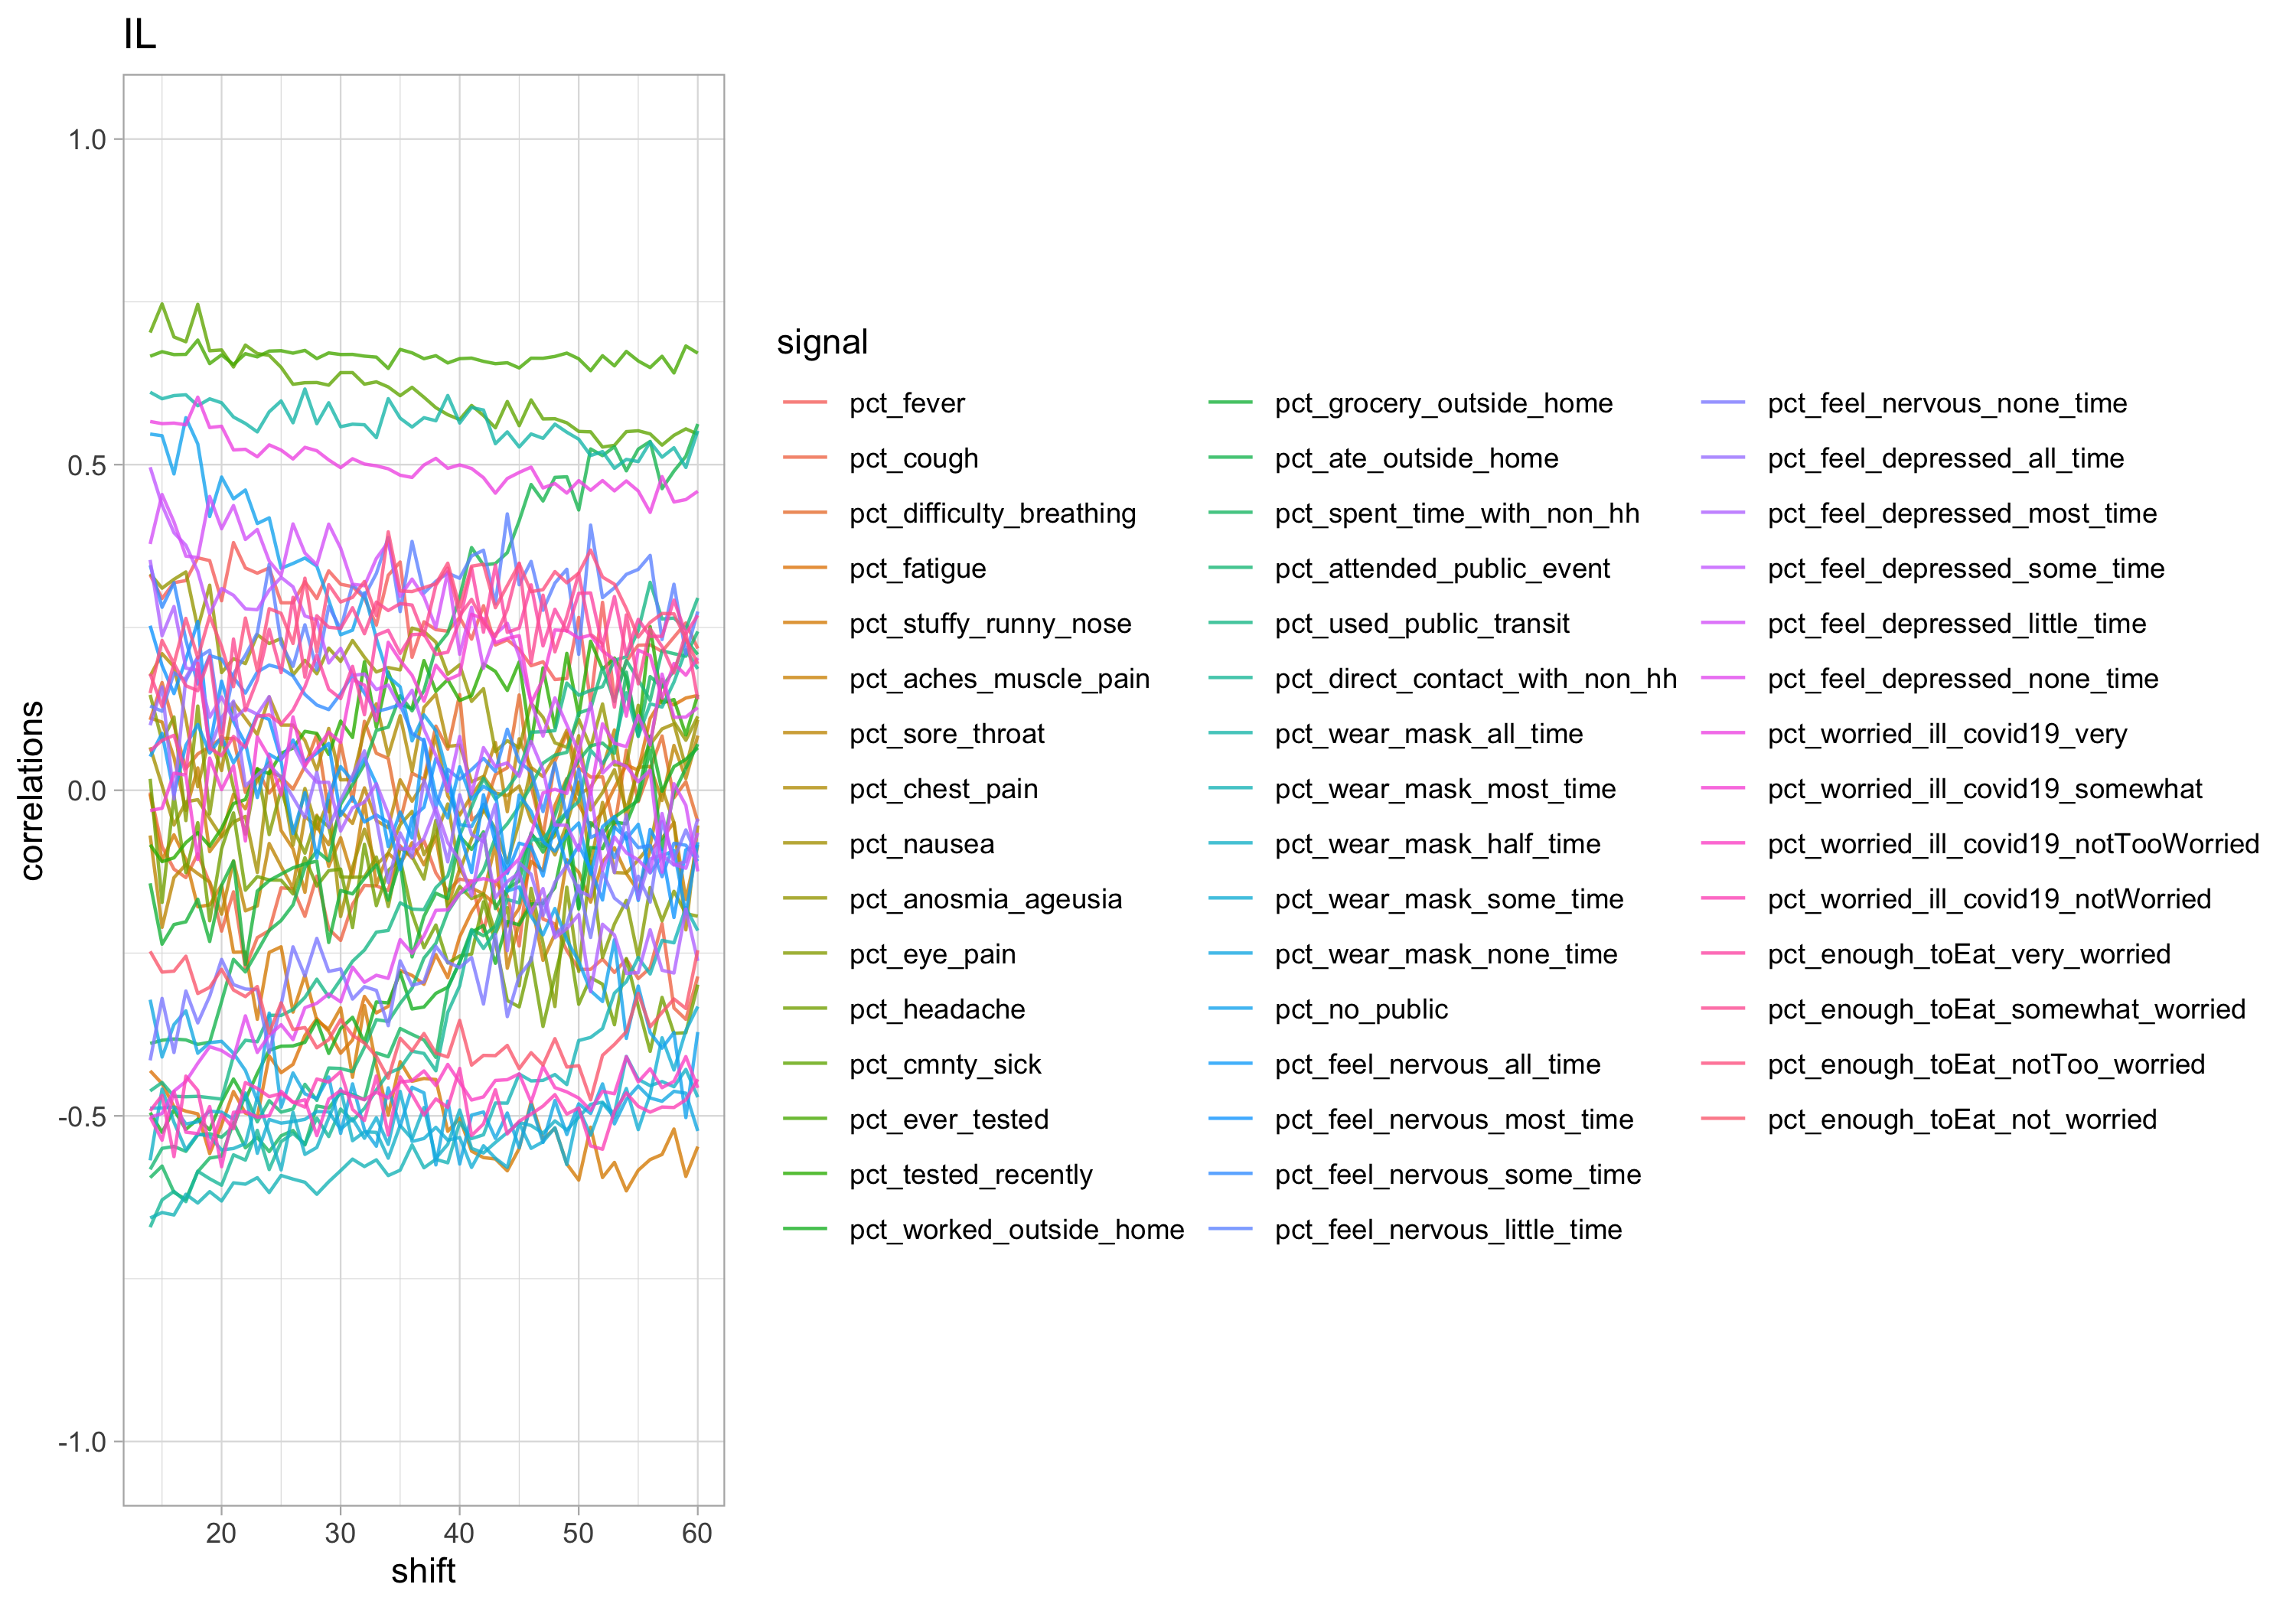 IL
correlations
1.0
0.5
0.0
-0.5
-1.0
20 30 40 50 60
shift
signal
pct_fever
pct_cough
pct_difficulty_breathing
pct_fatigue
pct_stuffy_runny_nose
pct_aches_muscle_pain
pct_sore_throat
pct_chest_pain
pct_nausea
pct_anosmia_ageusia
pct_eye_pain
pct_headache
pct_cmnty_sick
pct_ever_tested
pct_tested_recently
pct_worked_outside_home
pct_grocery_outside_home
pct_ate_outside_home
pct_spent_time_with_non_hh
pct_attended_public_event
pct_used_public_transit
pct_direct_contact_with_non_hh
pct_wear_mask_all_time
pct_wear_mask_most_time
pct_wear_mask_half_time
pct_wear_mask_some_time
pct_wear_mask_none_time
pct_no_public
pct_feel_nervous_all_time
pct_feel_nervous_most_time
pct_feel_nervous_some_time
pct_feel_nervous_little_time
pct_feel_nervous_none_time
pct_feel_depressed_all_time
pct_feel_depressed_most_time
pct_feel_depressed_some_time
pct_feel_depressed_little_time
pct_feel_depressed_none_time
pct_worried_ill_covid19_very
pct_worried_ill_covid19_somewhat
pct_worried_ill_covid19_notTooWorried
pct_worried_ill_covid19_notWorried
pct_enough_toEat_very_worried
pct_enough_toEat_somewhat_worried
pct_enough_toEat_notToo_worried
pct_enough_toEat_not_worried